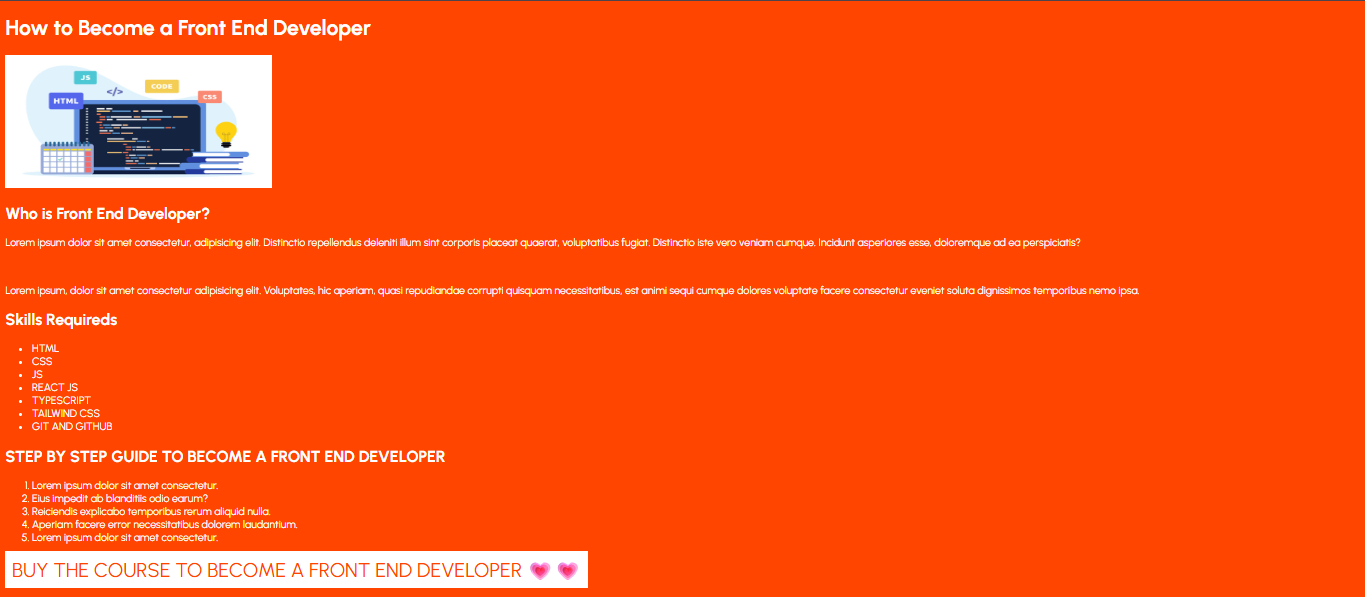 How to Become a Front End Developer
JS
</>
CODE
HTML
CSS
Who is Front End Developer?
Lorem ipsum dolor sit amet consectetur, adipisicing elit. Distinctio repellendus deleniti illum sint corporis placeat quaerat, voluptatibus fugiat. Distinctio iste vero veniam cumque. Incidunt asperiores esse, doloremque ad ea perspiciatis?
Lorem ipsum, dolor sit amet consectetur adipisicing elit. Voluptates, hic aperiam, quasi repudiandae corrupti quisquam necessitatibus, est animi sequi cumque dolores voluptate facere consectetur eveniet soluta dignissimos temporibus nemo ipsa.
Skills Requireds
• HTML
• CSS
• JS
• REACT JS
• TYPESCRIPT
• TAILWIND CSS
• GIT AND GITHUB
STEP BY STEP GUIDE TO BECOME A FRONT END DEVELOPER
1. Lorem ipsum dolor sit amet consectetur.
2. Eius impedit ab blanditiis odio earum?
3. Reiciendis explicabo temporibus rerum aliquid nulla.
4. Aperiam facere error necessitatibus dolorem laudantium.
5. Lorem ipsum dolor sit amet consectetur.
BUY THE COURSE TO BECOME A FRONT END DEVELOPER 💗 💗